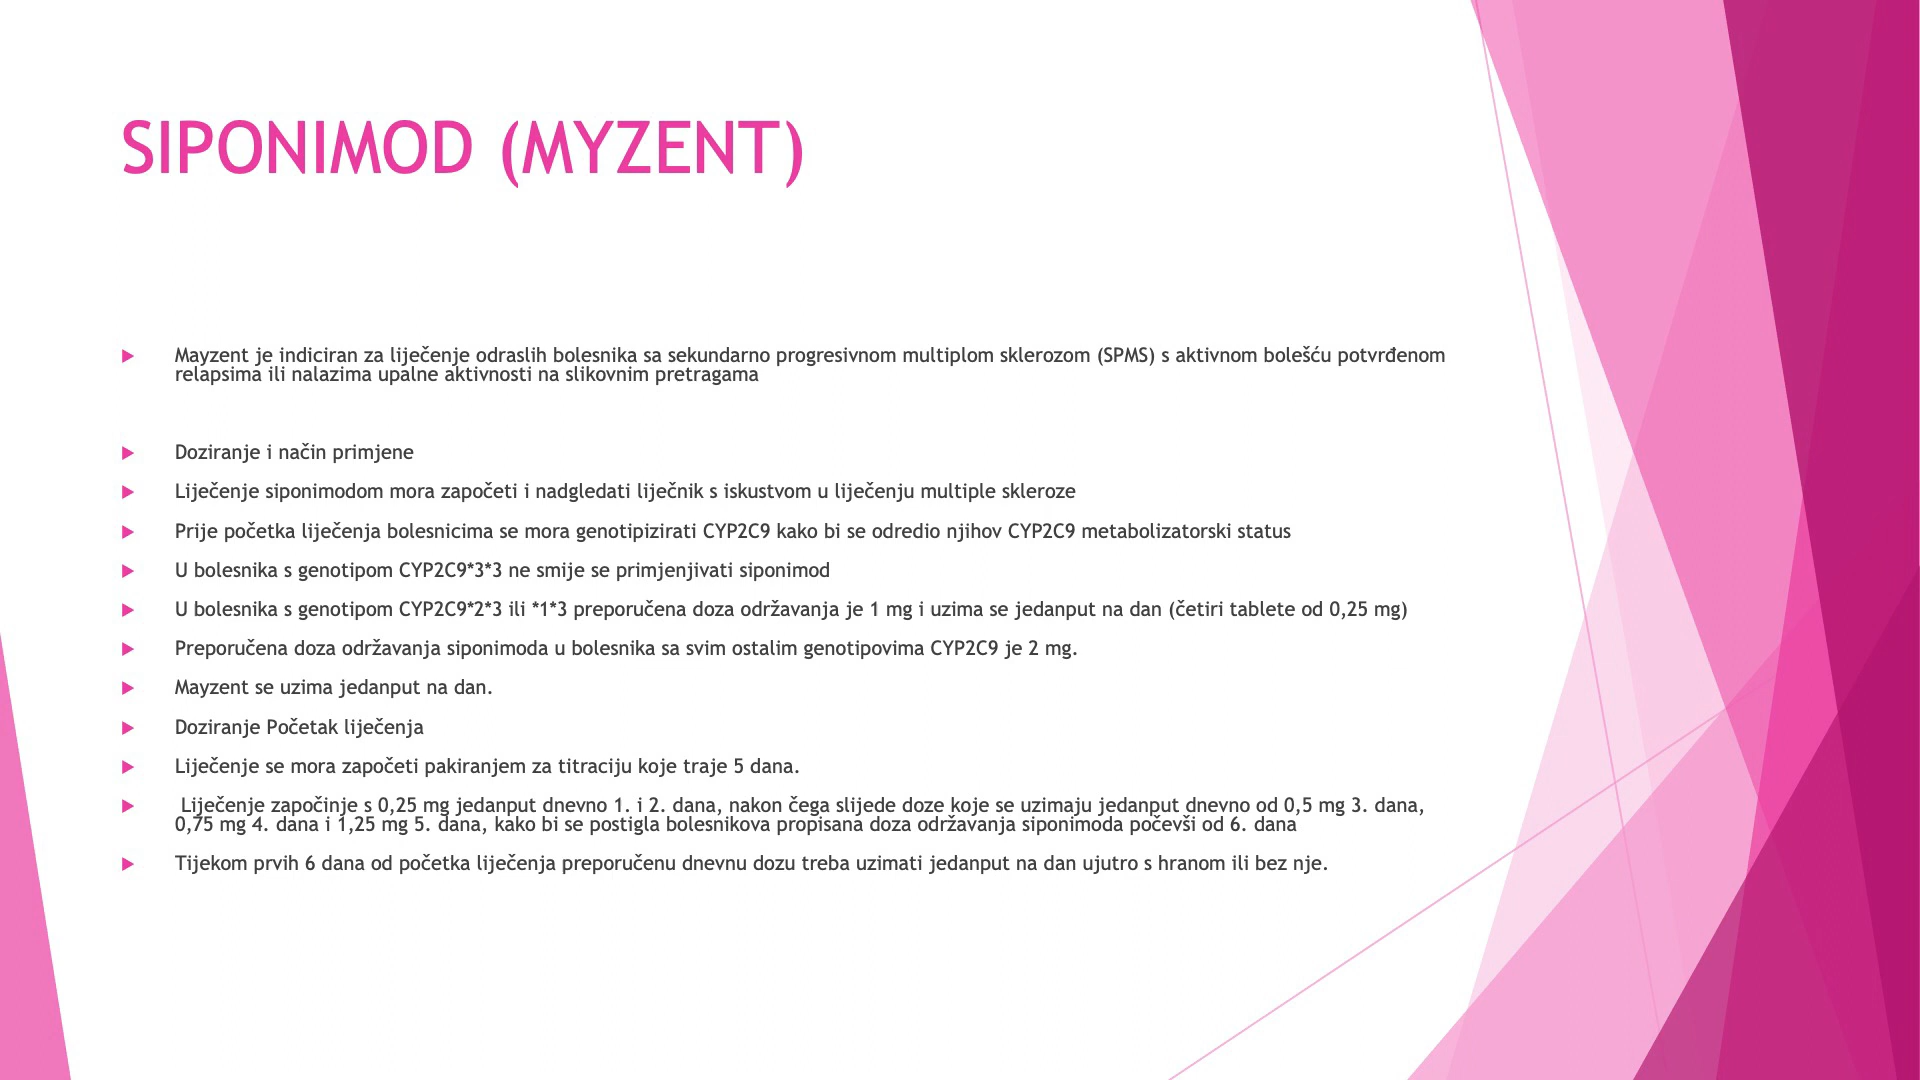 SIPONIMOD (MYZENT)
Mayzent je indiciran za liječenje odraslih bolesnika sa sekundarno progresivnom multiplom sklerozom (SPMS) s aktivnom bolešću potvrđenom
relapsima ili nalazima upalne aktivnosti na slikovnim pretragama
Doziranje i način primjene
Liječenje siponimodom mora započeti i nadgledati liječnik s iskustvom u liječenju multiple skleroze
Prije početka liječenja bolesnicima se mora genotipizirati CYP2C9 kako bi se odredio njihov CYP2C9 metabolizatorski status
U bolesnika s genotipom CYP2C9*3*3 ne smije se primjenjivati siponimod
U bolesnika s genotipom CYP2C9*2*3 ili *1*3 preporučena doza održavanja je 1 mg i uzima se jedanput na dan (četiri tablete od 0,25 mg)
Preporučena doza održavanja siponimoda u bolesnika sa svim ostalim genotipovima CYP2C9 je 2 mg.
Mayzent se uzima jedanput na dan.
Doziranje Početak liječenja
Liječenje se mora započeti pakiranjem za titraciju koje traje 5 dana.
Liječenje započinje s 0,25 mg jedanput dnevno 1. i 2. dana, nakon čega slijede doze koje se uzimaju jedanput dnevno od 0,5 mg 3. dana,
0,75 mg 4. dana i 1,25 mg 5. dana, kako bi se postigla bolesnikova propisana doza održavanja siponimoda počevši od 6. dana
Tijekom prvih 6 dana od početka liječenja preporučenu dnevnu dozu treba uzimati jedanput na dan ujutro s hranom ili bez nje.